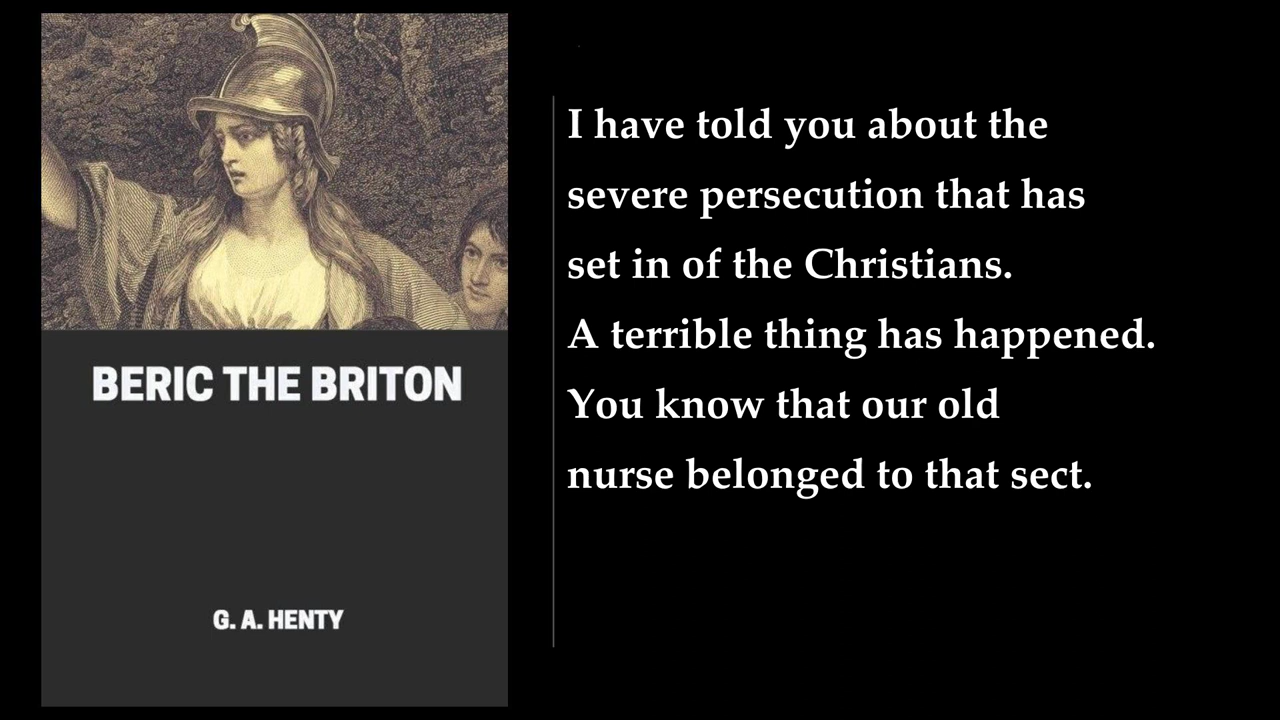 BERIC THE BRITON
G. A. HENTY
I have told you about the
severe persecution that has
set in of the Christians.
A terrible thing has happened.
You know that our old
nurse belonged to that sect.